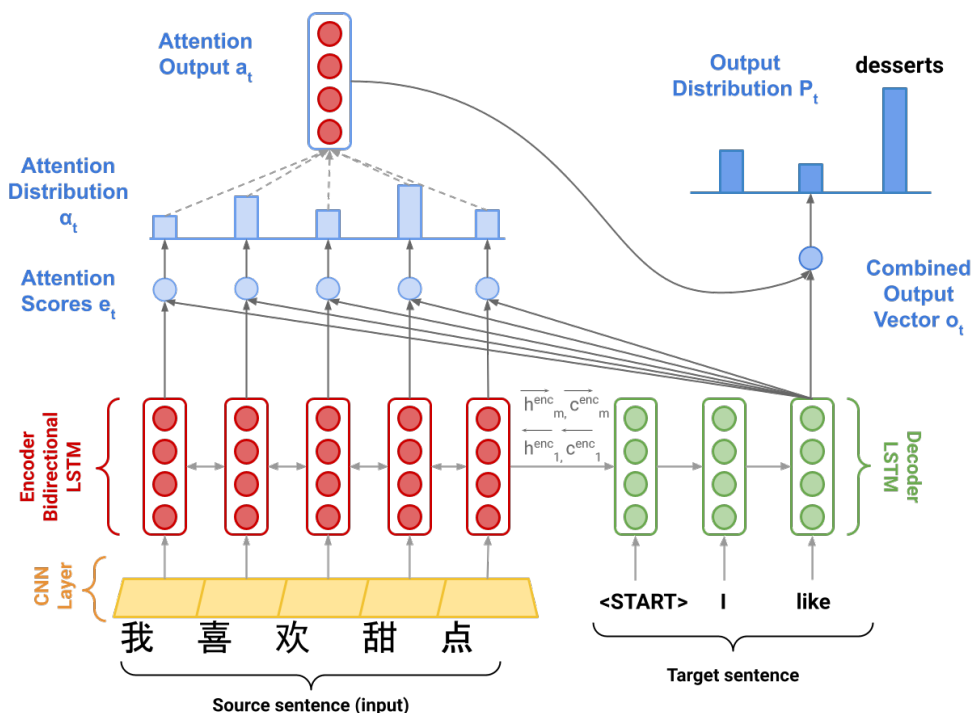 Attention
Output a_t
Output
Distribution P_t
desserts
Attention
Distribution
α_t
Attention
Scores e_t
Combined
Output
Vector o_t
h^enc_m, c^enc_m
h^enc_1, c^enc_1
Encoder
Bidirectional
LSTM
Decoder
LSTM
CNN
Layer
我 喜 欢 甜 点
<START> I like
Source sentence (input)
Target sentence